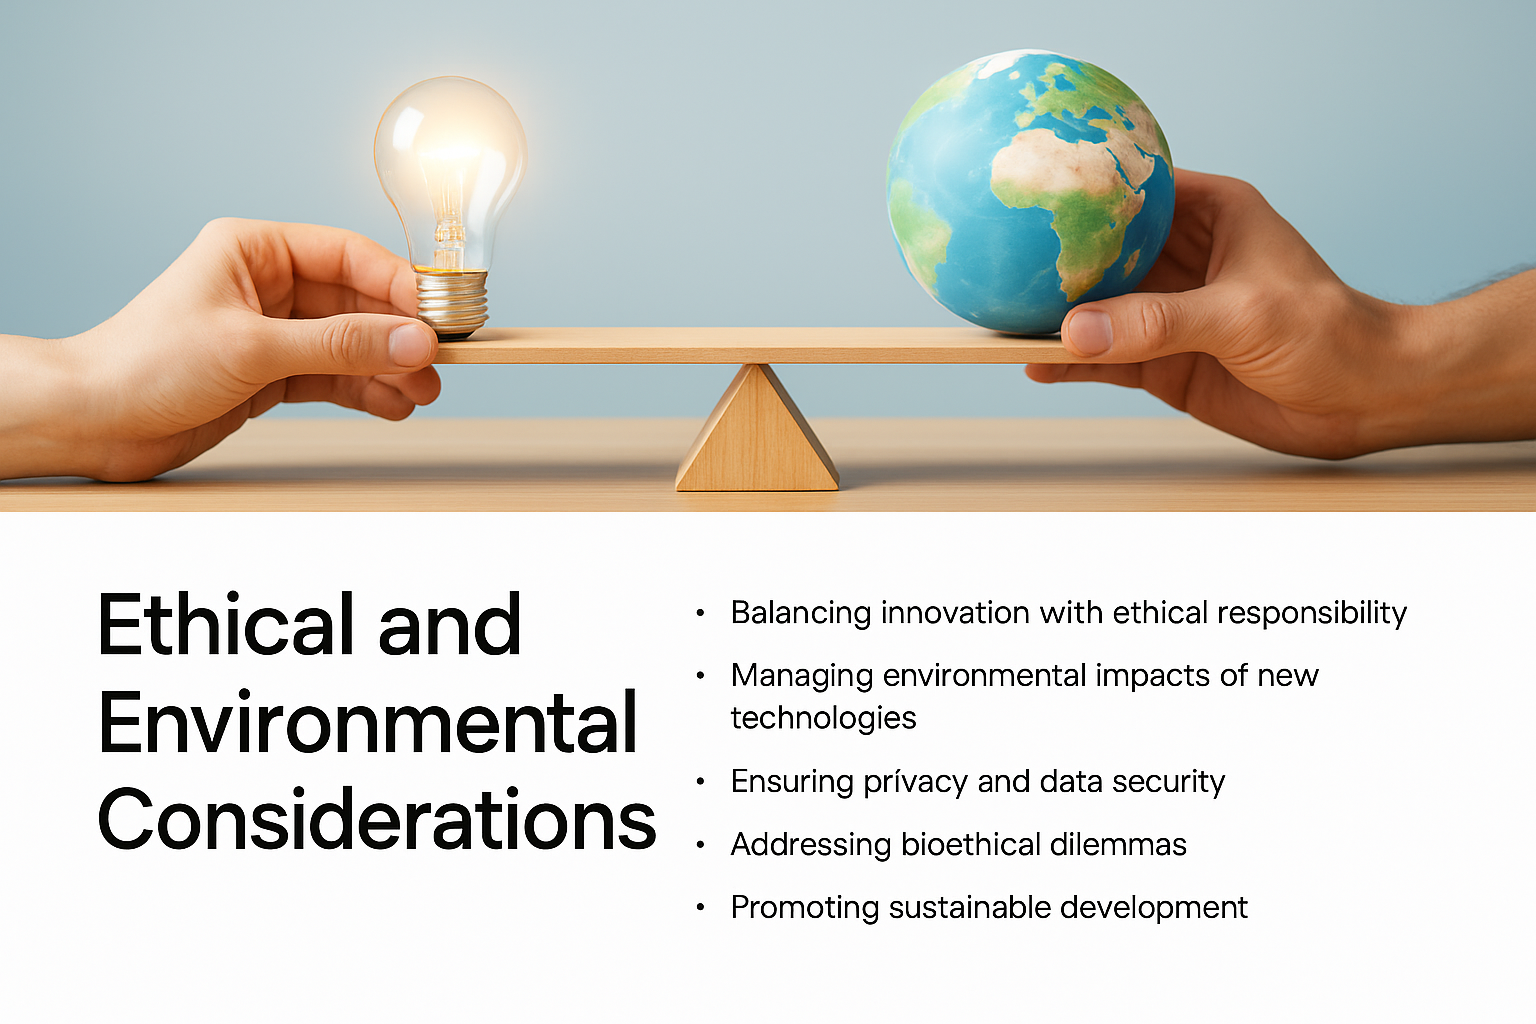 Ethical and
Environmental
Considerations
• Balancing innovation with ethical responsibility
• Managing environmental impacts of new
technologies
• Ensuring prívacy and data security
• Addressing bioethical dilemmas
• Promoting sustainable development